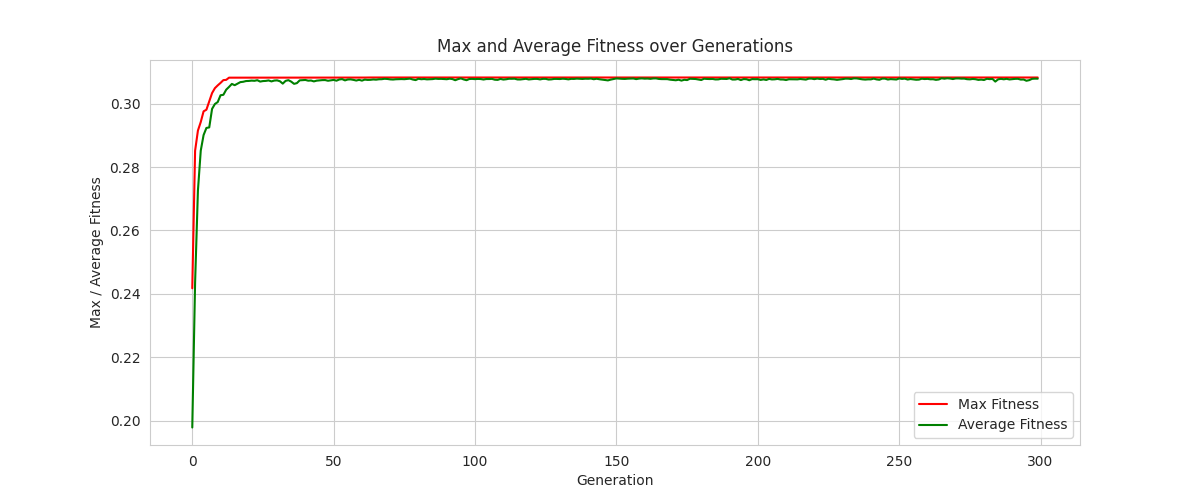 Max and Average Fitness over Generations
Max / Average Fitness
0.30
0.28
0.26
0.24
0.22
0.20
0
50
100
150
200
250
300
Generation
Max Fitness
Average Fitness